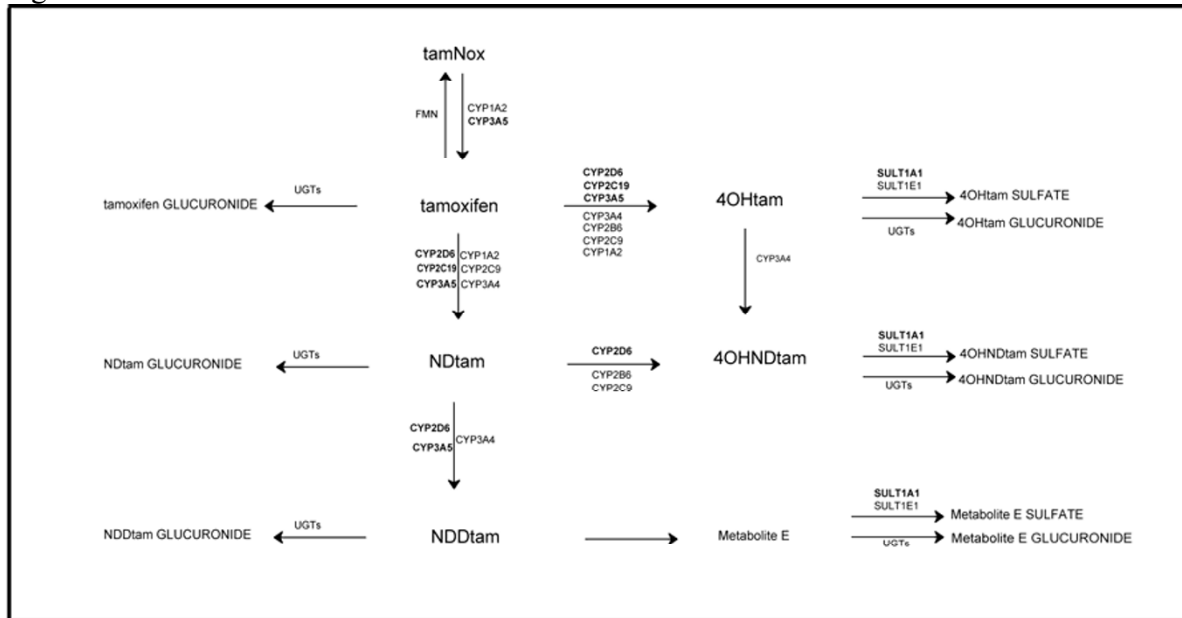 tamNox
FMN
CYP1A2
CYP3A5
tamoxifen GLUCURONIDE
UGTs
tamoxifen
CYP2D6
CYP2C19
CYP3A5
CYP3A4
CYP2B6
CYP2C9
CYP1A2
4OHtam
SULT1A1
SULT1E1
4OHtam SULFATE
UGTs
4OHtam GLUCURONIDE
CYP2D6 CYP1A2
CYP2C19 CYP2C9
CYP3A5 CYP3A4
CYP3A4
NDtam GLUCURONIDE
UGTs
NDtam
CYP2D6
CYP2B6
CYP2C9
4OHNDtam
SULT1A1
SULT1E1
4OHNDtam SULFATE
UGTs
4OHNDtam GLUCURONIDE
CYP2D6
CYP3A5
CYP3A4
NDDtam GLUCURONIDE
UGTs
NDDtam
Metabolite E
SULT1A1
SULT1E1
Metabolite E SULFATE
UGTs
Metabolite E GLUCURONIDE